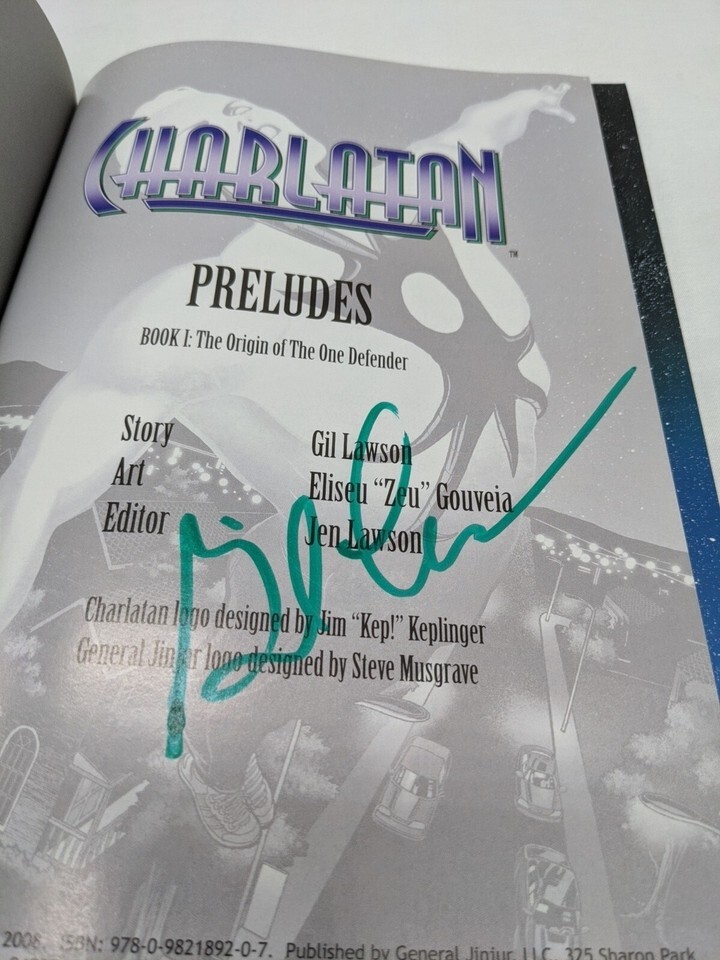 CHARLATAN
TM
PRELUDES
BOOK I: The Origin of The One Defender
Story Gil Lawson
Art Eliseu “Zeu” Gouveia
Editor Jen Lawson
Charlatan logo designed by Jim “Kep!” Keplinger
General Jinjur logo designed by Steve Musgrave
2008. ISBN: 978-0-9821892-0-7. Published by General Jinjur, LLC, 325 Sharon Park